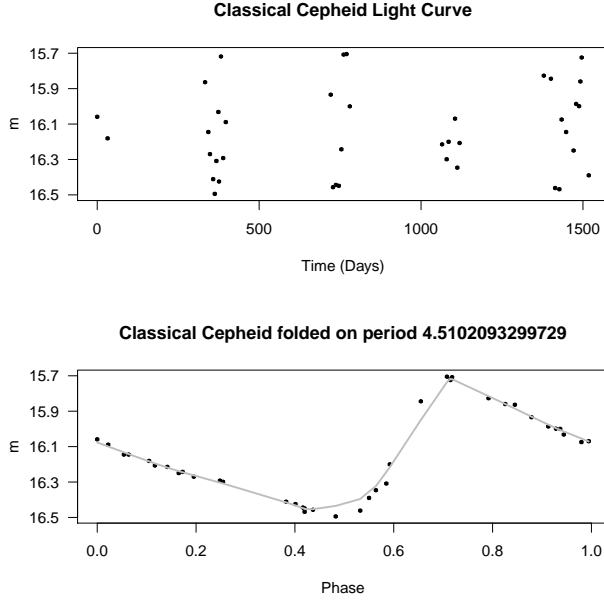 Classical Cepheid Light Curve
15.7
15.9
16.1
16.3
16.5
m
0 500 1000 1500
Time (Days)
Classical Cepheid folded on period 4.5102093299729
15.7
15.9
16.1
16.3
16.5
m
0.0 0.2 0.4 0.6 0.8 1.0
Phase